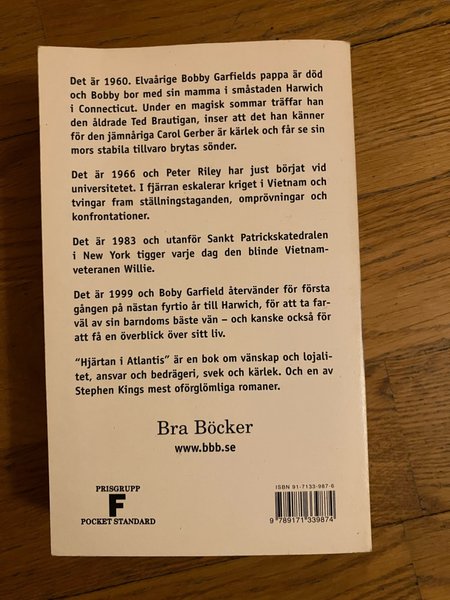 Det är 1960. Elvaårige Bobby Garfields pappa är död
och Bobby bor med sin mamma i småstaden Harwich
i Connecticut. Under en magisk sommar träffar han
den åldrade Ted Brautigan, inser att det han känner
för den jämnåriga Carol Gerber är kärlek och får se sin
mors stabila tillvaro brytas sönder.
Det är 1966 och Peter Riley har just börjat vid
universitetet. I fjärran eskalerar kriget i Vietnam och
tvingar fram ställningstaganden, omprövningar och
konfrontationer.
Det är 1983 och utanför Sankt Patrickskatedralen
i New York tigger varje dag den blinde Vietnam-
veteranen Willie.
Det är 1999 och Boby Garfield återvänder för första
gången på nästan fyrtio år till Harwich, för att ta far-
väl av sin barndoms bäste vän – och kanske också för
att få en överblick över sitt liv.
"Hjärtan i Atlantis" är en bok om vänskap och lojali-
tet, ansvar och bedrägeri, svek och kärlek. Och en av
Stephen Kings mest oförglömliga romaner.
Bra Böcker
www.bbb.se
PRISGRUPP
F
POCKET STANDARD
ISBN 91-7133-987-6
9 789171 339874